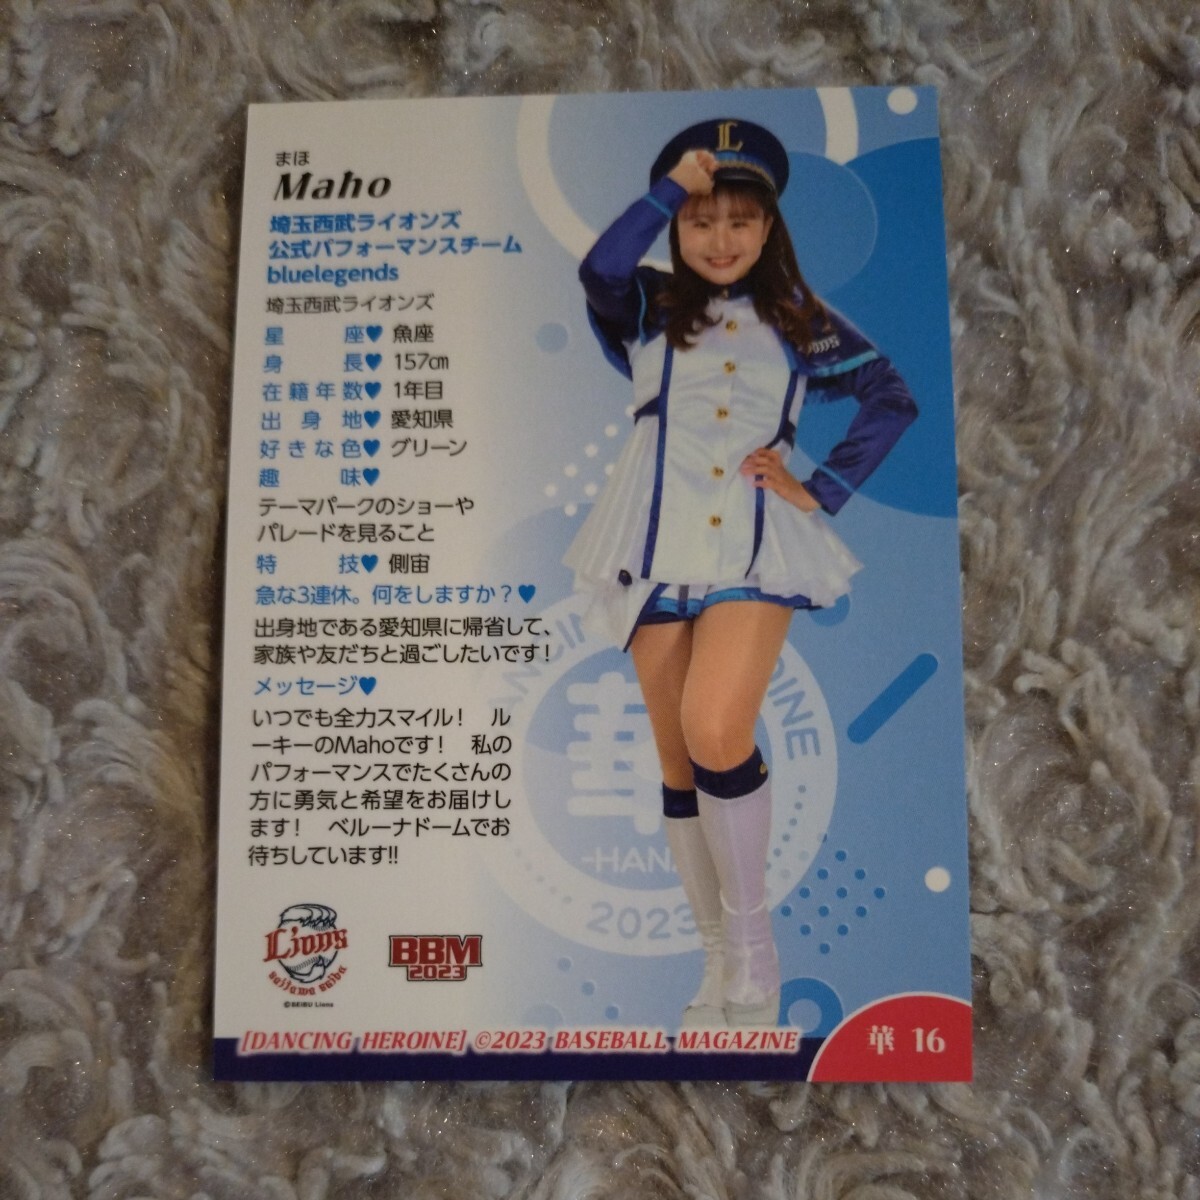 まほ
Maho
埼玉西武ライオンズ
公式パフォーマンスチーム
bluelegends
埼玉西武ライオンズ
星座♥ 魚座
身長♥ 157㎝
在籍年数♥ 1年目
出身地♥ 愛知県
好きな色♥ グリーン
趣味♥
テーマパークのショーや
パレードを見ること
特技♥ 側宙
急な3連休。何をしますか？♥
出身地である愛知県に帰省して、
家族や友だちと過ごしたいです！
メッセージ♥
いつでも全力スマイル！ ル
ーキーのMahoです！ 私の
パフォーマンスでたくさんの
方に勇気と希望をお届けし
ます！ ベルーナドームでお
待ちしています!!
L
Lions
華
-HANA
2023
Lions
saitama seibu
©SEIBU Lions
BBM
2023
[DANCING HEROINE] ©2023 BASEBALL MAGAZINE
華 16